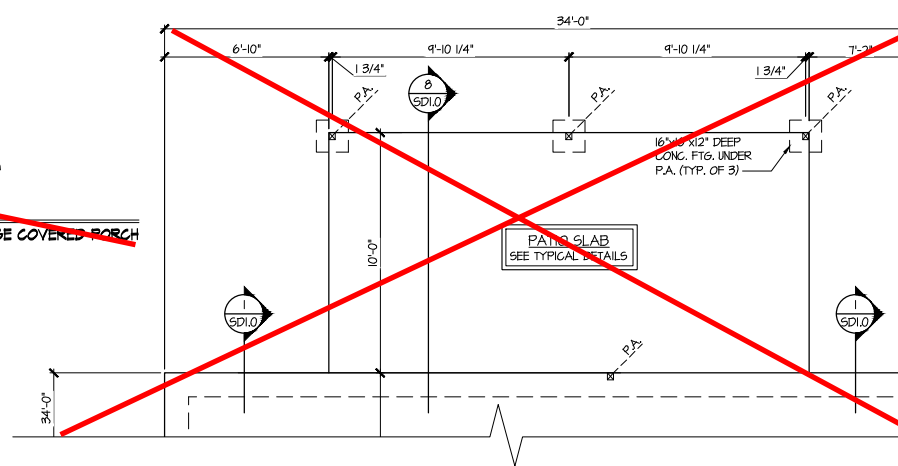 34'-0"
6'-10"
9'-10 1/4"
9'-10 1/4"
7'-2"
1 3/4"
1 3/4"
8
SD1.0
P.A.
P.A.
P.A.
16"x16"x12" DEEP
CONC. FTG. UNDER
P.A. (TYP. OF 3)
COVERED PORCH
PATIO SLAB
SEE TYPICAL DETAILS
10'-0"
1
SD1.0
1
SD1.0
P.A.
34'-0"